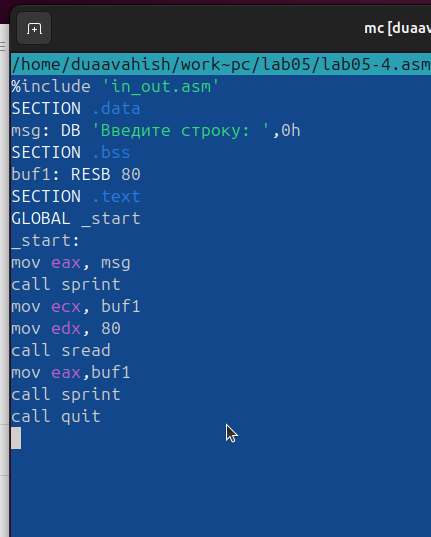 mc [duaav
/home/duaavahish/work~pc/lab05/lab05-4.asm
%include 'in_out.asm'
SECTION .data
msg: DB 'Введите строку: ',0h
SECTION .bss
buf1: RESB 80
SECTION .text
GLOBAL _start
_start:
mov eax, msg
call sprint
mov ecx, buf1
mov edx, 80
call sread
mov eax,buf1
call sprint
call quit